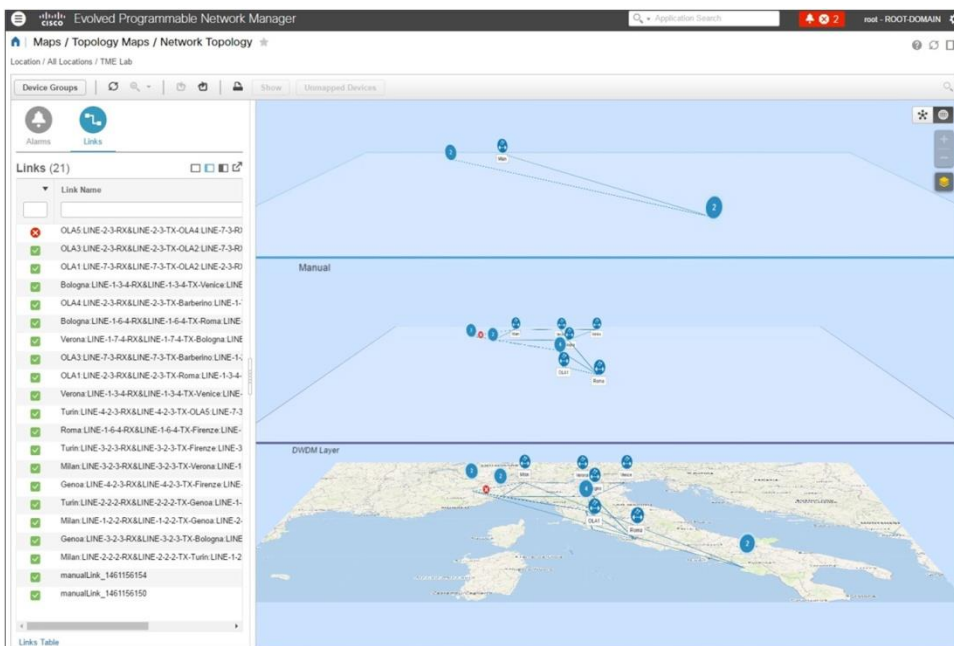 CISCO Evolved Programmable Network Manager
Application Search
2
root - ROOT-DOMAIN
Maps / Topology Maps / Network Topology
Location / All Locations / TME Lab
Device Groups
Show
Unmapped Devices
Alarms
Links
Links (21)
Link Name
OLA5:LINE-2-3-RX&LINE-2-3-TX-OLA4:LINE-7-3-R
OLA3:LINE-2-3-RX&LINE-2-3-TX-OLA2:LINE-7-3-R
OLA1:LINE-7-3-RX&LINE-7-3-TX-OLA2:LINE-2-3-R
Bologna:LINE-1-3-4-RX&LINE-1-3-4-TX-Venice:LINE
OLA4:LINE-2-3-RX&LINE-2-3-TX-Barberino:LINE-1-
Bologna:LINE-1-6-4-RX&LINE-1-6-4-TX-Roma:LINE-
Verona:LINE-1-7-4-RX&LINE-1-7-4-TX-Bologna:LINE
OLA3:LINE-7-3-RX&LINE-7-3-TX-Barberino:LINE-1-
OLA1:LINE-2-3-RX&LINE-2-3-TX-Roma:LINE-1-3-4-
Verona:LINE-1-3-4-RX&LINE-1-3-4-TX-Venice:LINE-
Turin:LINE-4-2-3-RX&LINE-4-2-3-TX-OLA5:LINE-7-3
Roma:LINE-1-6-4-RX&LINE-1-6-4-TX-Firenze:LINE-
Turin:LINE-3-2-3-RX&LINE-3-2-3-TX-Firenze:LINE-3
Milan:LINE-3-2-3-RX&LINE-3-2-3-TX-Verona:LINE-1
Genoa:LINE-4-2-3-RX&LINE-4-2-3-TX-Firenze:LINE
Turin:LINE-2-2-2-RX&LINE-2-2-2-TX-Genoa:LINE-1-
Milan:LINE-1-2-2-RX&LINE-1-2-2-TX-Genoa:LINE-2-
Genoa:LINE-3-2-3-RX&LINE-3-2-3-TX-Bologna:LINE
Milan:LINE-2-2-2-RX&LINE-2-2-2-TX-Turin:LINE-1-2
manualLink_1461156154
manualLink_1461156150
Links Table
2
Manual
OLA1
Roma
DWDM Layer
Milan
4
OLA1
Roma
2